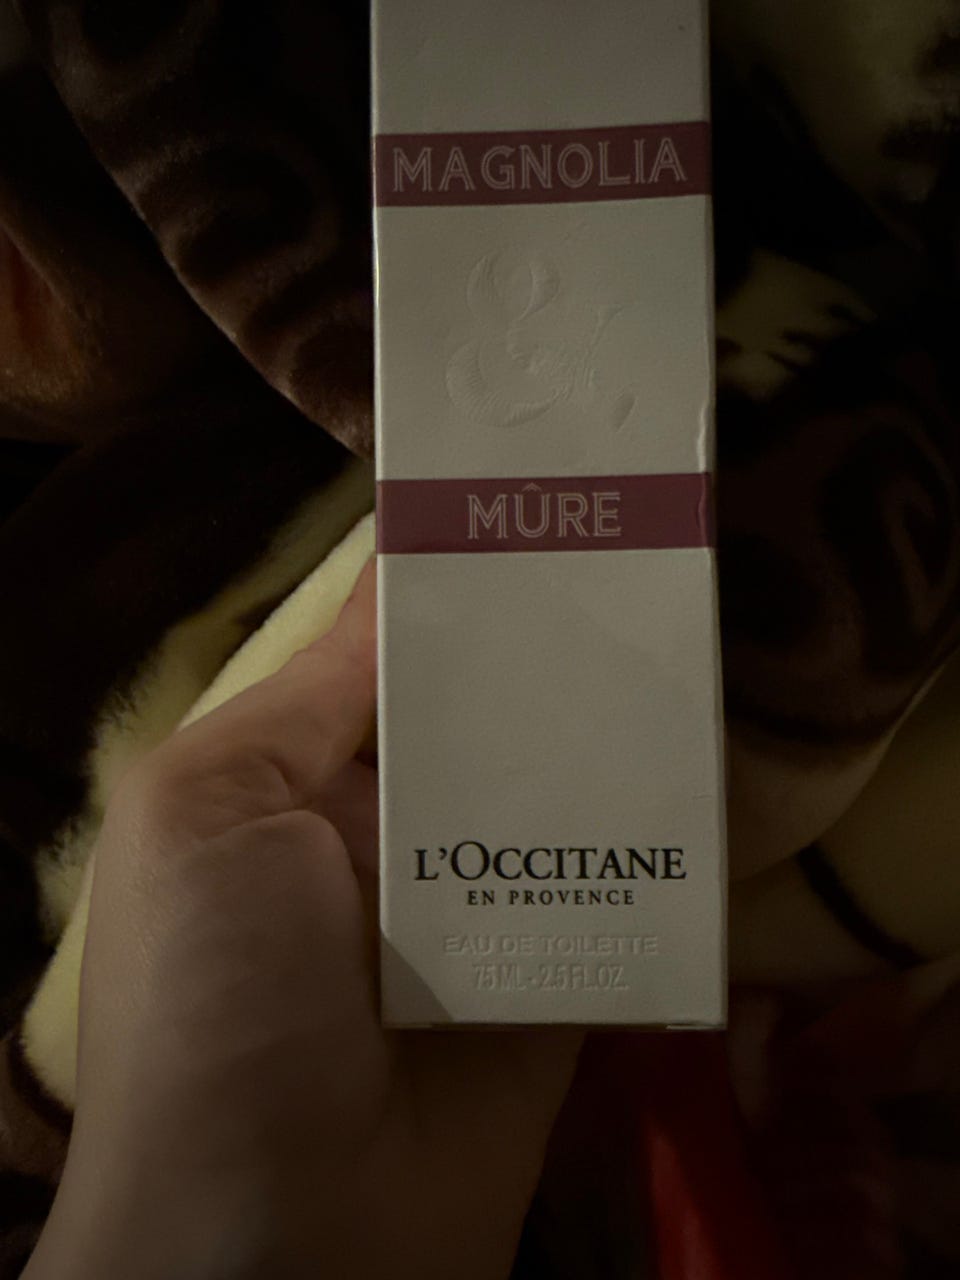 MAGNOLIA
&
MÛRE
L'OCCITANE
EN PROVENCE
EAU DE TOILETTE
75 ML - 2.5 FL.OZ.